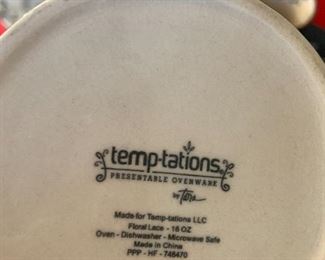 temp-tations
PRESENTABLE OVENWARE
by Tara
Made for Temp-tations LLC
Floral Lace - 16 OZ
Oven - Dishwasher - Microwave Safe
Made in China
PPP - HF - 746470